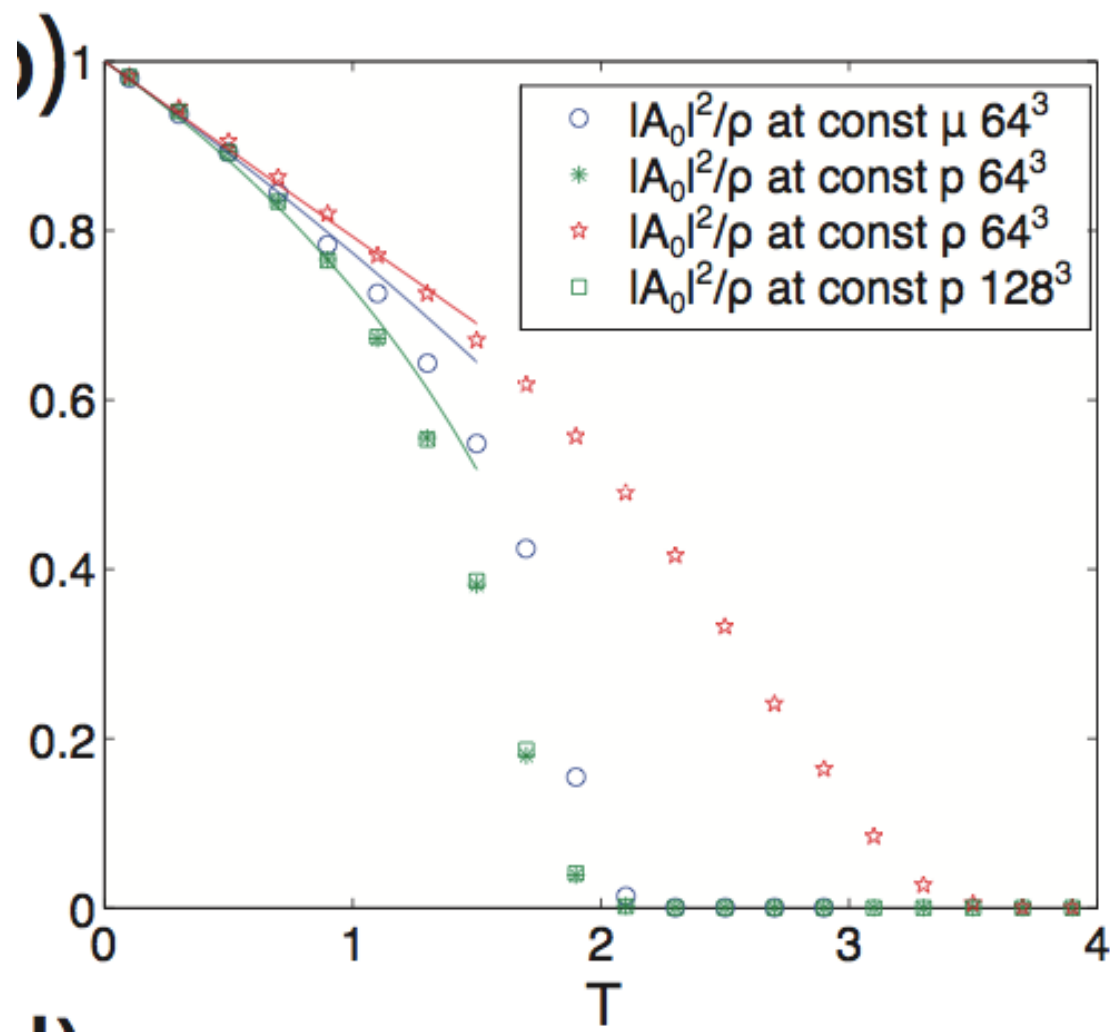 b)
1
|A₀|²/ρ at const μ 64³
|A₀|²/ρ at const p 64³
|A₀|²/ρ at const ρ 64³
|A₀|²/ρ at const p 128³
0.8
0.6
0.4
0.2
0
0 1 2 3 4
T